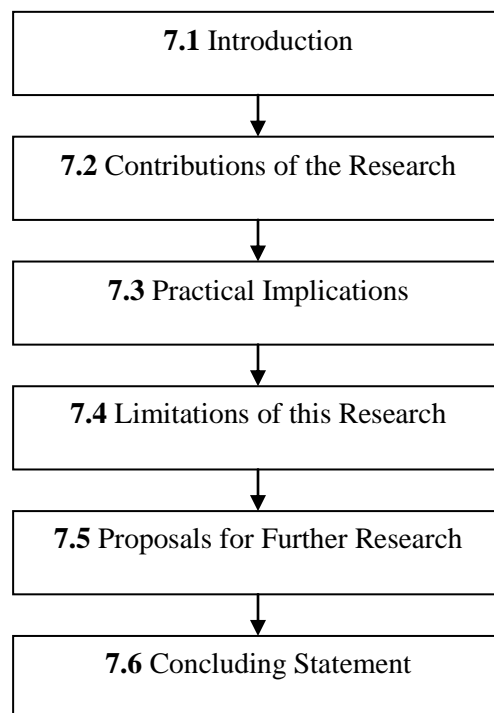 7.1 Introduction
7.2 Contributions of the Research
7.3 Practical Implications
7.4 Limitations of this Research
7.5 Proposals for Further Research
7.6 Concluding Statement